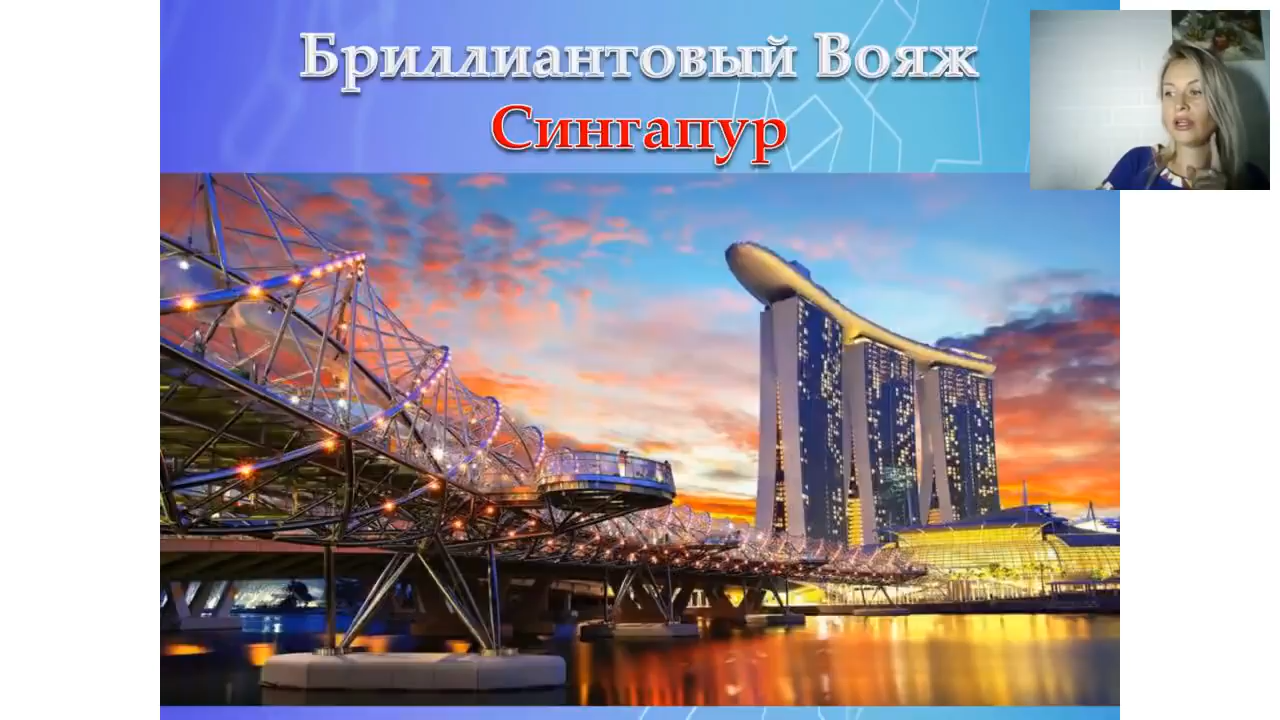 Бриллиантовый Вояж
Сингапур